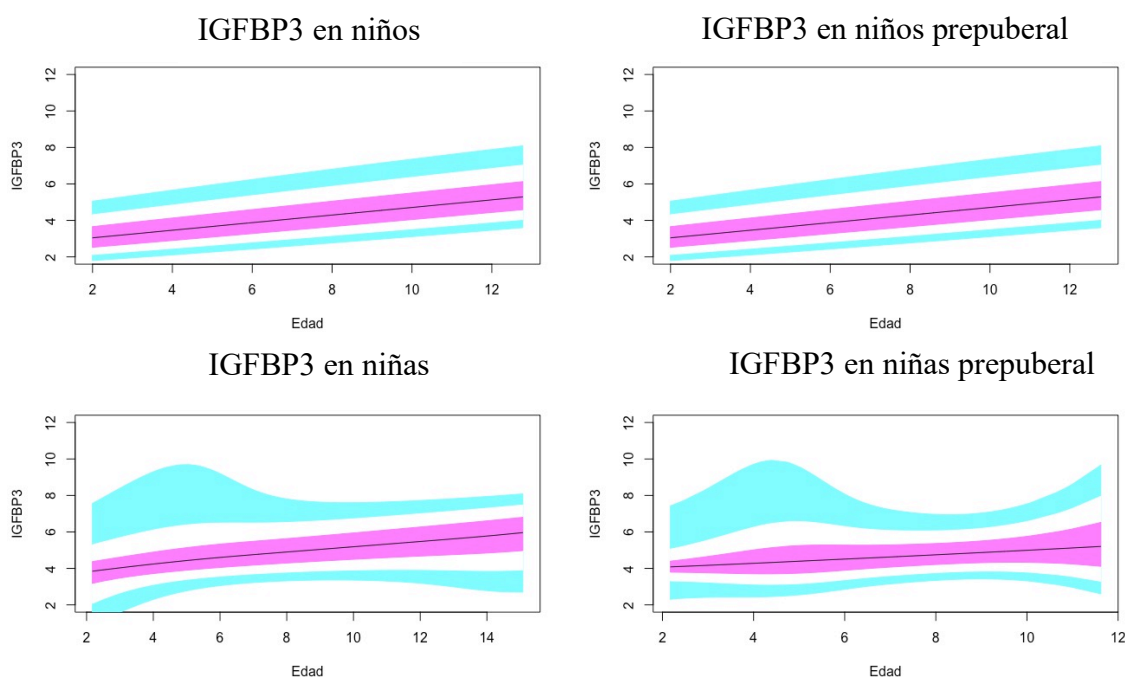 IGFBP3 en niños
12
10
8
6
4
2
IGFBP3
2 4 6 8 10 12
Edad
IGFBP3 en niños prepuberal
12
10
8
6
4
2
IGFBP3
2 4 6 8 10 12
Edad
IGFBP3 en niñas
12
10
8
6
4
2
IGFBP3
2 4 6 8 10 12 14
Edad
IGFBP3 en niñas prepuberal
12
10
8
6
4
2
IGFBP3
2 4 6 8 10 12
Edad